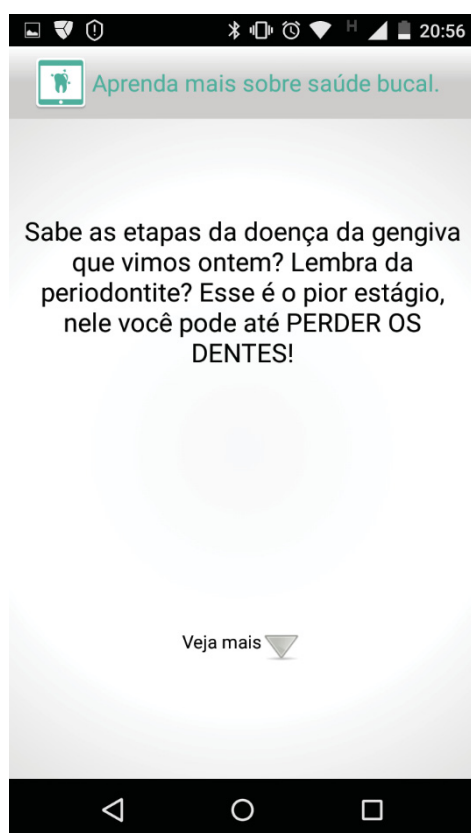 H 20:56
Aprenda mais sobre saúde bucal.
Sabe as etapas da doença da gengiva
que vimos ontem? Lembra da
periodontite? Esse é o pior estágio,
nele você pode até PERDER OS
DENTES!
Veja mais